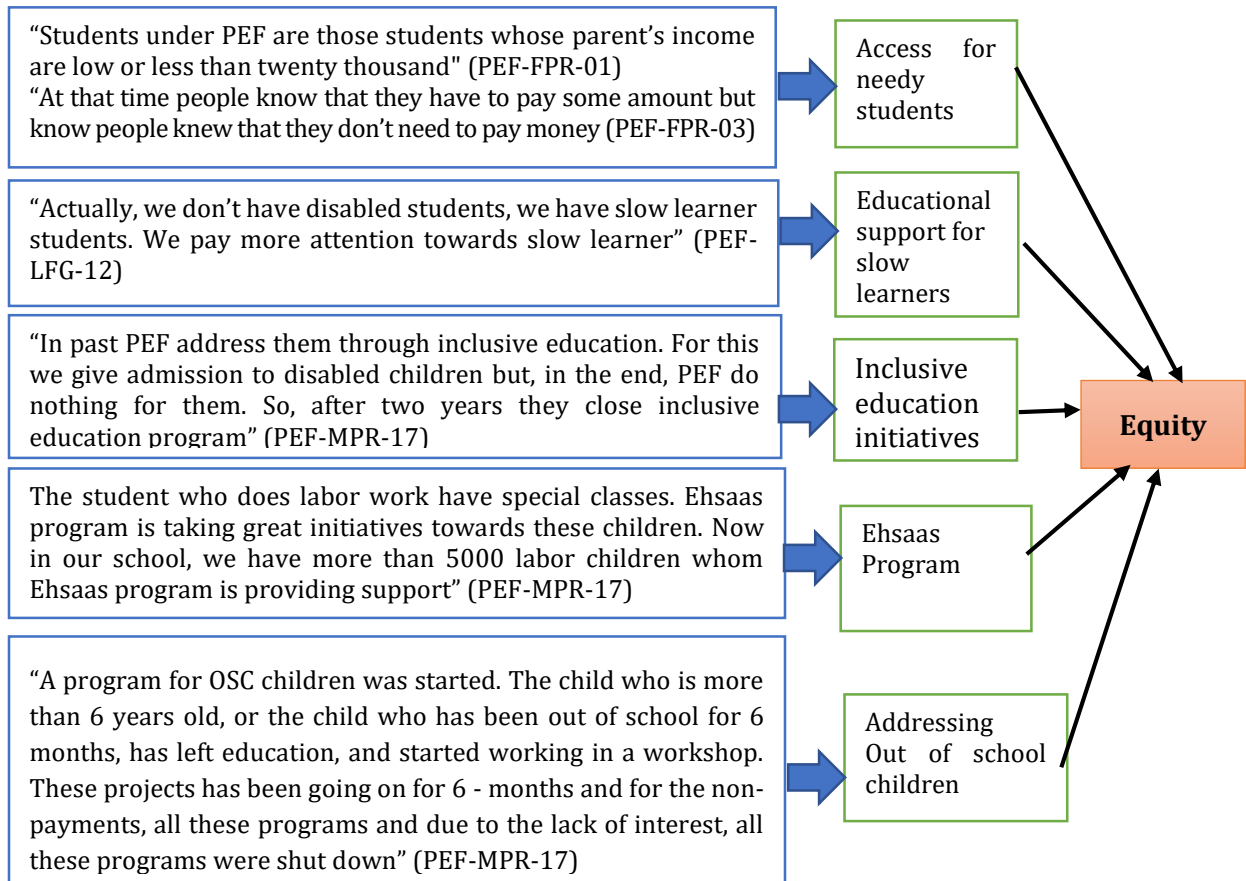 “Students under PEF are those students whose parent’s income
are low or less than twenty thousand" (PEF-FPR-01)
“At that time people know that they have to pay some amount but
know people knew that they don’t need to pay money (PEF-FPR-03)
Access for
needy
students
“Actually, we don’t have disabled students, we have slow learner
students. We pay more attention towards slow learner” (PEF-
LFG-12)
Educational
support for
slow
learners
“In past PEF address them through inclusive education. For this
we give admission to disabled children but, in the end, PEF do
nothing for them. So, after two years they close inclusive
education program” (PEF-MPR-17)
Inclusive
education
initiatives
The student who does labor work have special classes. Ehsaas
program is taking great initiatives towards these children. Now
in our school, we have more than 5000 labor children whom
Ehsaas program is providing support” (PEF-MPR-17)
Ehsaas
Program
“A program for OSC children was started. The child who is more
than 6 years old, or the child who has been out of school for 6
months, has left education, and started working in a workshop.
These projects has been going on for 6 - months and for the non-
payments, all these programs and due to the lack of interest, all
these programs were shut down” (PEF-MPR-17)
Addressing
Out of school
children
Equity